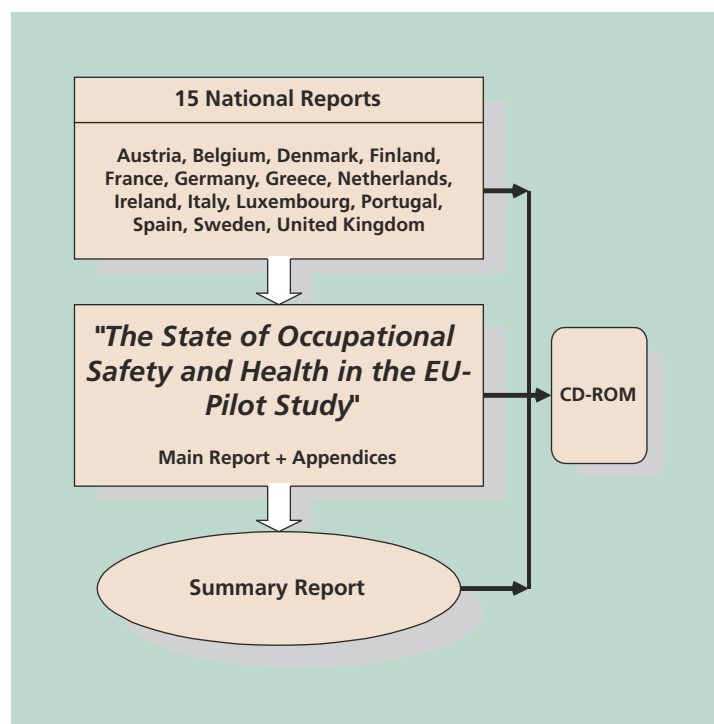 15 National Reports
Austria, Belgium, Denmark, Finland,
France, Germany, Greece, Netherlands,
Ireland, Italy, Luxembourg, Portugal,
Spain, Sweden, United Kingdom
"The State of Occupational
Safety and Health in the EU-
Pilot Study"
Main Report + Appendices
CD-ROM
Summary Report